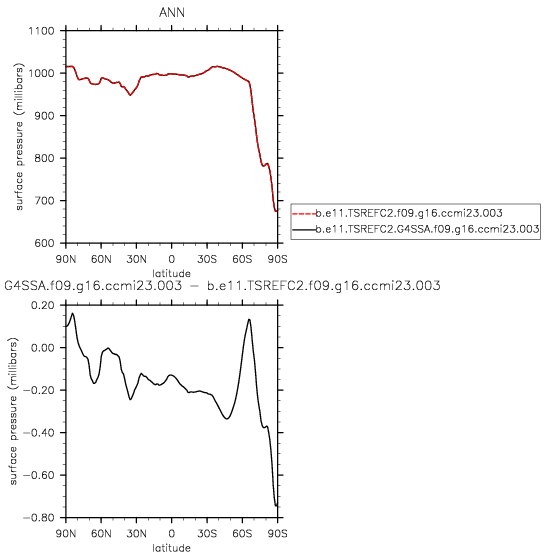 ANN
1100
1000
900
800
700
600
surface pressure (millibars)
90N 60N 30N 0 30S 60S 90S
latitude
b.e11.TSREFC2.f09.g16.ccmi23.003
b.e11.TSREFC2.G4SSA.f09.g16.ccmi23.003
G4SSA.f09.g16.ccmi23.003 − b.e11.TSREFC2.f09.g16.ccmi23.003
0.20
0.00
−0.20
−0.40
−0.60
−0.80
surface pressure (millibars)
90N 60N 30N 0 30S 60S 90S
latitude